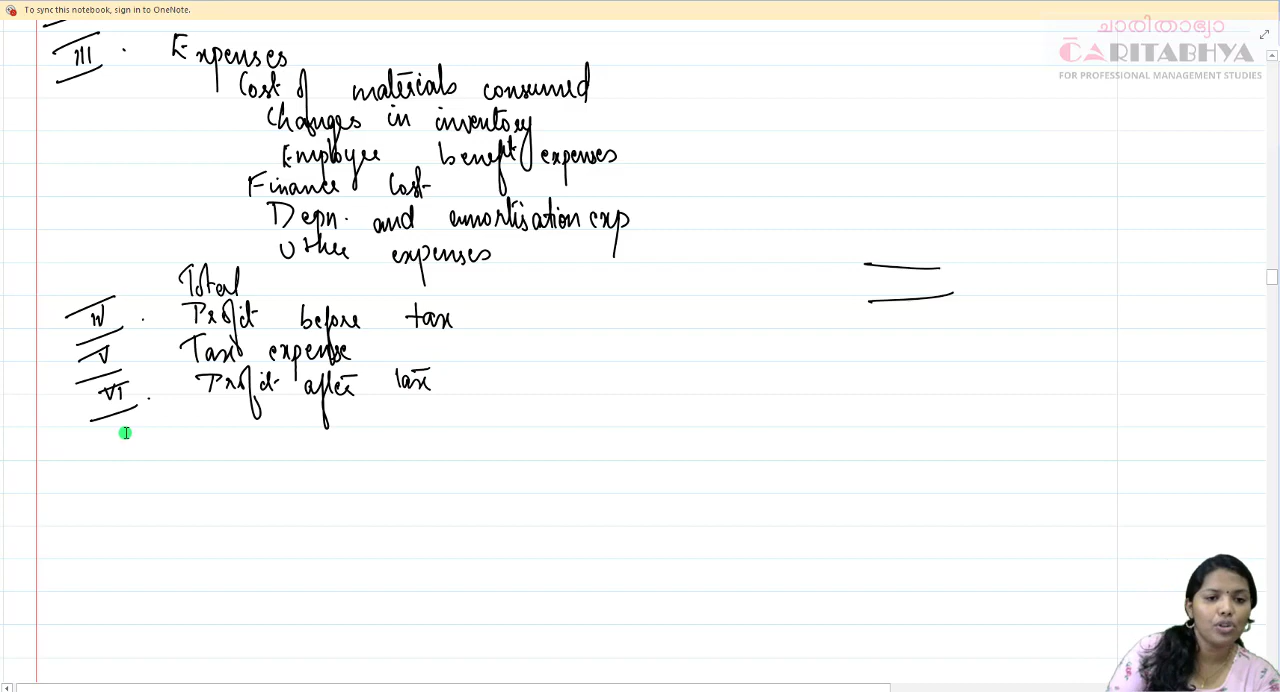 To sync this notebook, sign in to OneNote.
ചാരിതാഭ്യാ
CARITABHYA
FOR PROFESSIONAL MANAGEMENT STUDIES
III. Expenses
Cost of materials consumed
Changes in inventory
Employee benefit expenses
Finance Cost
Depn. and amortisation exp
Other expenses
Total
IV. Profit before tax
V Tax expense
VI. Profit after tax